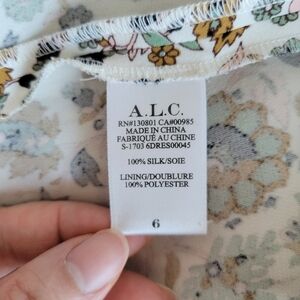 A.L.C.
RN#130801 CA#00985
MADE IN CHINA
FABRIQUÉ AU CHINE
S-1703 6DRES00045
100% SILK/SOIE
LINING/DOUBLURE
100% POLYESTER
6